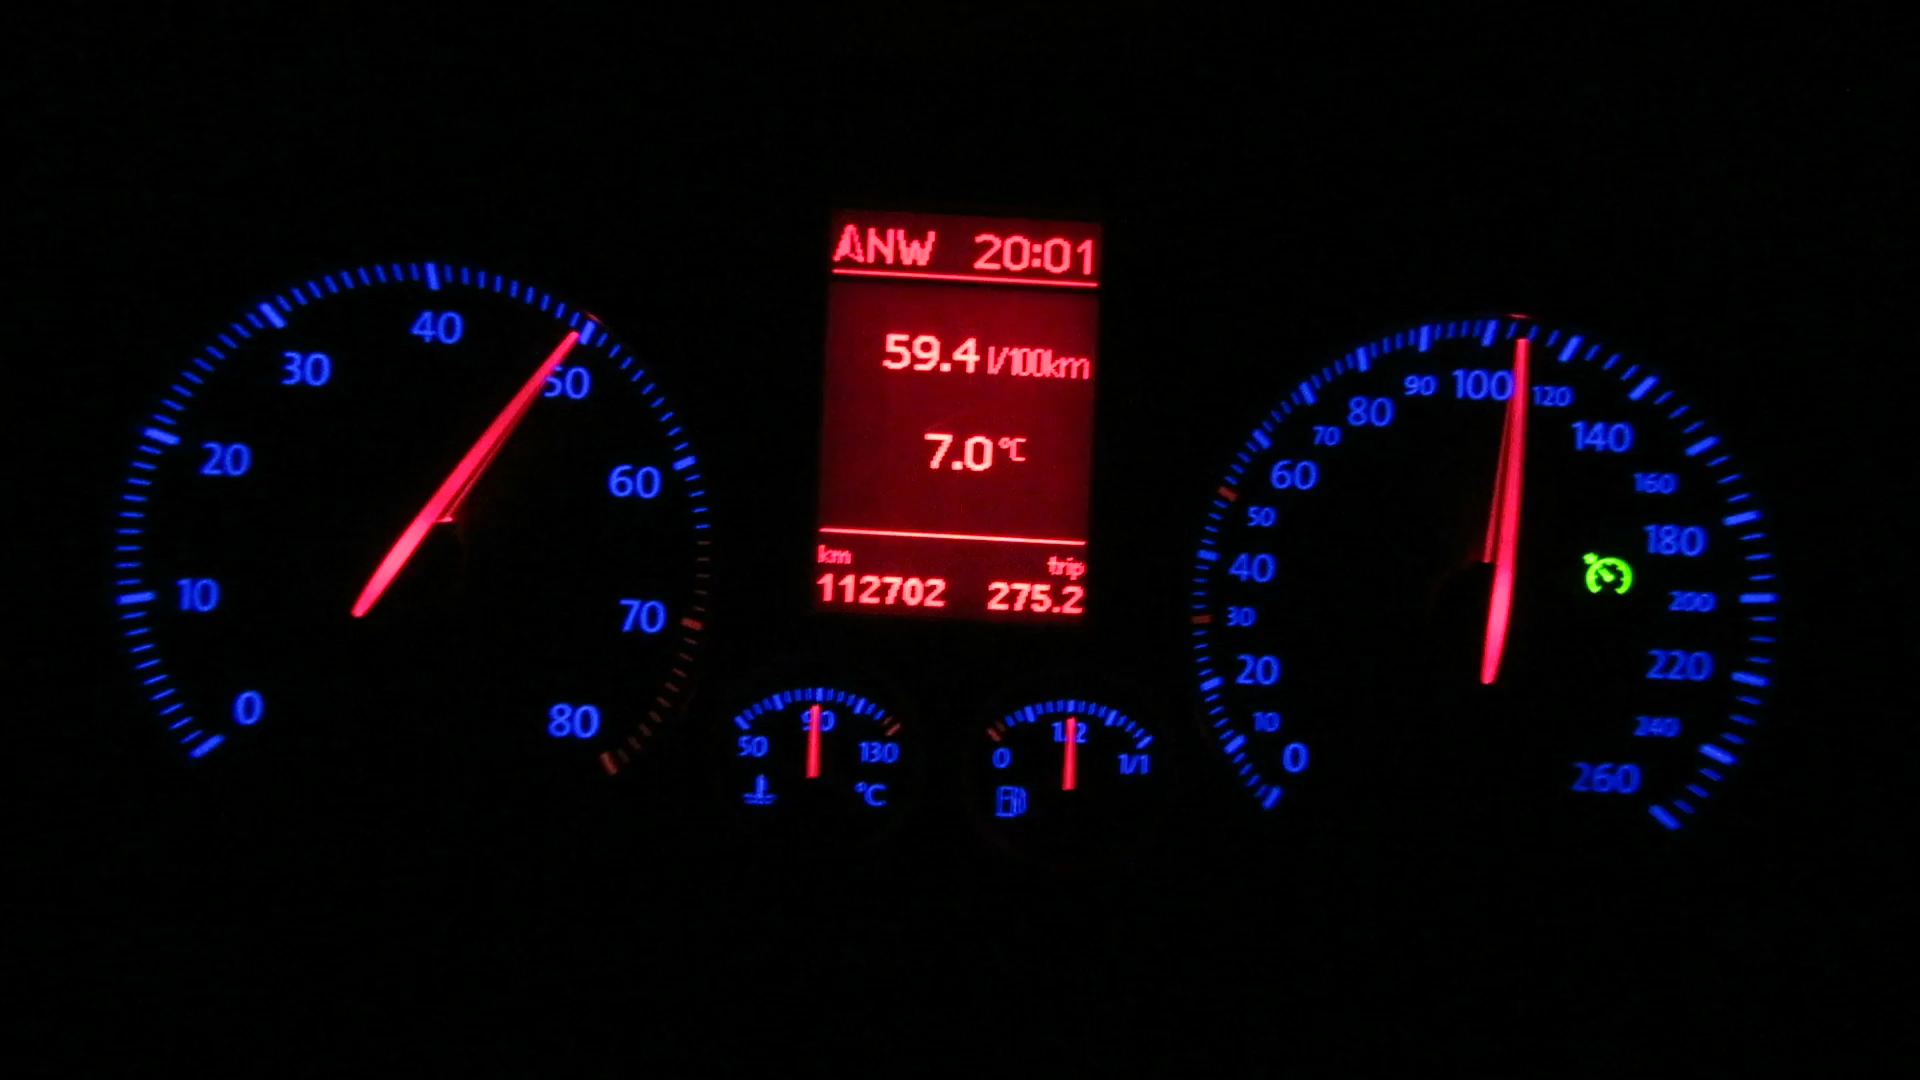 ANW 20:01
59.4 l/100km
7.0 °C
km trip
112702 275.2
0 10 20 30 40 50 60 70 80
50 90 130
°C
0 1/2 1/1
0 10 20 30 40 50 60 70 80 90 100 120 140 160 180 200 220 240 260